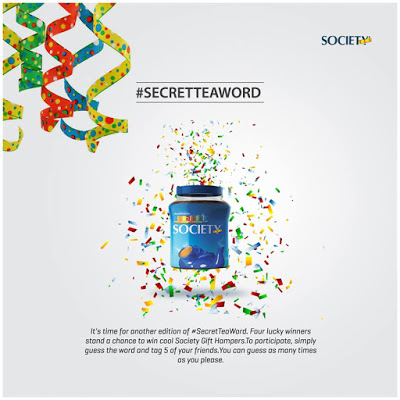 SOCIETY
#SECRETTEAWORD
SOCIETY
It's time for another edition of #SecretTeaWord. Four lucky winners
stand a chance to win cool Society Gift Hampers.To participate, simply
guess the word and tag 5 of your friends.You can guess as many times
as you please.